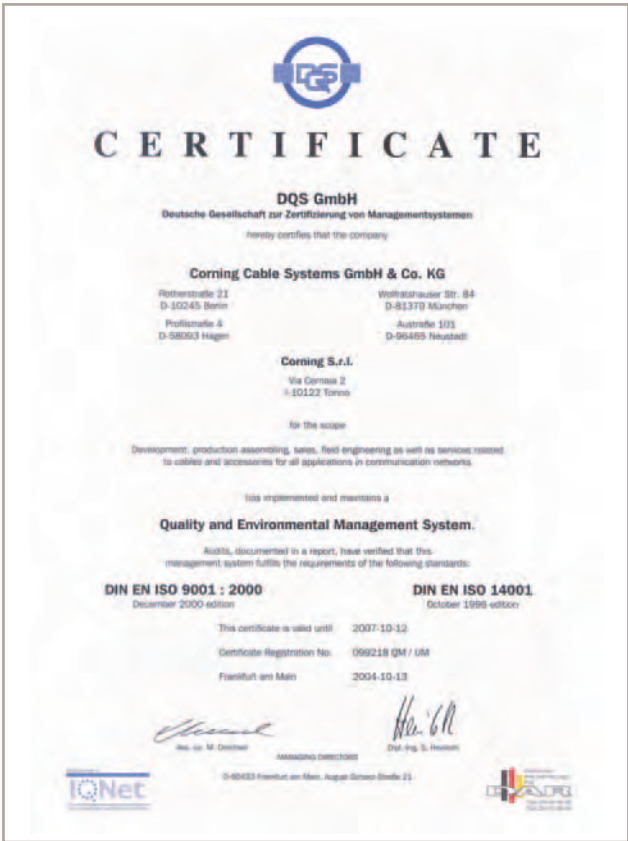 DQS
CERTIFICATE
DQS GmbH
Deutsche Gesellschaft zur Zertifizierung von Managementsystemen
hereby certifies that the company
Corning Cable Systems GmbH & Co. KG
Rotherstraße 21
D-10245 Berlin
Profilstraße 4
D-58093 Hagen
Wolfratshauser Str. 84
D-81379 München
Austraße 101
D-96465 Neustadt
Corning S.r.l.
Via Cernaia 2
I-10122 Torino
for the scope
Development, production assembling, sales, field engineering as well as services related
to cables and accessories for all applications in communication networks
has implemented and maintains a
Quality and Environmental Management System.
Audits, documented in a report, have verified that this
management system fulfills the requirements of the following standards:
DIN EN ISO 9001 : 2000
December 2000 edition
DIN EN ISO 14001
October 1996 edition
This certificate is valid until 2007-10-12
Certificate Registration No. 099218 QM / UM
Frankfurt am Main 2004-10-13
Dipl.-Ing. S. Heinloth
MANAGING DIRECTORS
D-60433 Frankfurt am Main, August-Schanz-Straße 21
IQNet
DAR